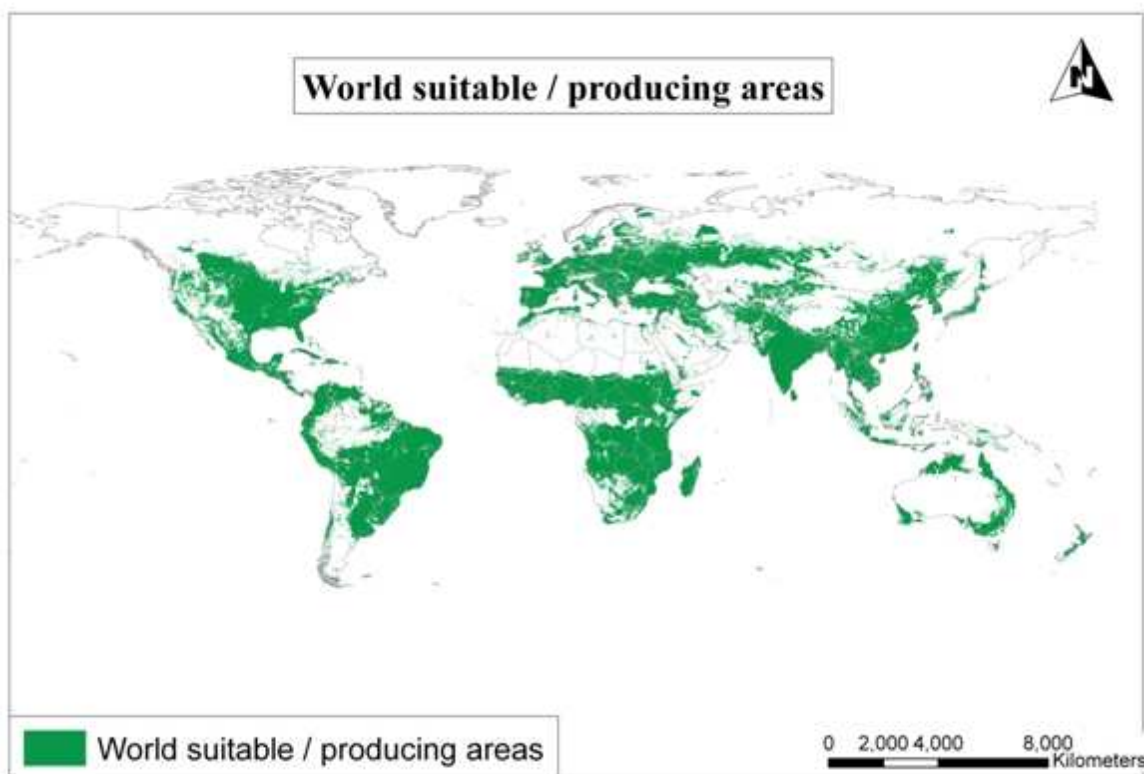 World suitable / producing areas
N
World suitable / producing areas
0 2,000 4,000 8,000
Kilometers